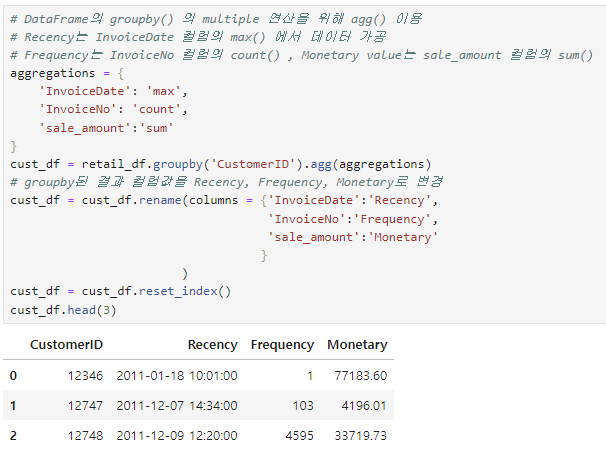 # DataFrame의 groupby() 의 multiple 연산을 위해 agg() 이용
# Recency는 InvoiceDate 컬럼의 max() 에서 데이터 가공
# Frequency는 InvoiceNo 컬럼의 count() , Monetary value는 sale_amount 컬럼의 sum()
aggregations = {
    'InvoiceDate': 'max',
    'InvoiceNo': 'count',
    'sale_amount':'sum'
}
cust_df = retail_df.groupby('CustomerID').agg(aggregations)
# groupby된 결과 컬럼값을 Recency, Frequency, Monetary로 변경
cust_df = cust_df.rename(columns = {'InvoiceDate':'Recency',
                                    'InvoiceNo':'Frequency',
                                    'sale_amount':'Monetary'
                                   }
                        )
cust_df = cust_df.reset_index()
cust_df.head(3)
CustomerID Recency Frequency Monetary
0 12346 2011-01-18 10:01:00 1 77183.60
1 12747 2011-12-07 14:34:00 103 4196.01
2 12748 2011-12-09 12:20:00 4595 33719.73